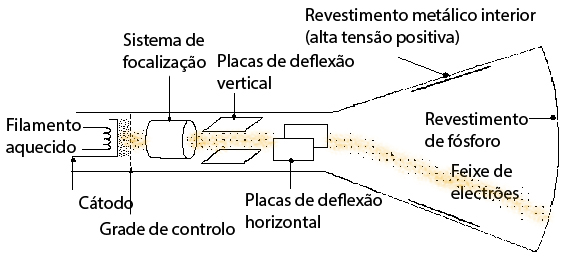 Revestimento metálico interior
(alta tensão positiva)
Sistema de
focalização
Placas de deflexão
vertical
Filamento
aquecido
Revestimento
de fósforo
Feixe de
electrões
Cátodo
Placas de deflexão
horizontal
Grade de controlo